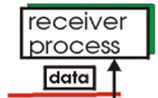 receiver
process
data